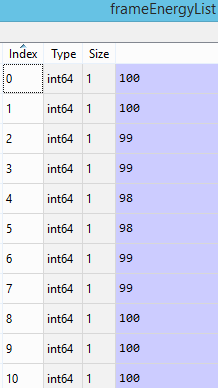 frameEnergyList
Index Type Size
0 int64 1 100
1 int64 1 100
2 int64 1 99
3 int64 1 99
4 int64 1 98
5 int64 1 98
6 int64 1 99
7 int64 1 99
8 int64 1 100
9 int64 1 100
10 int64 1 100